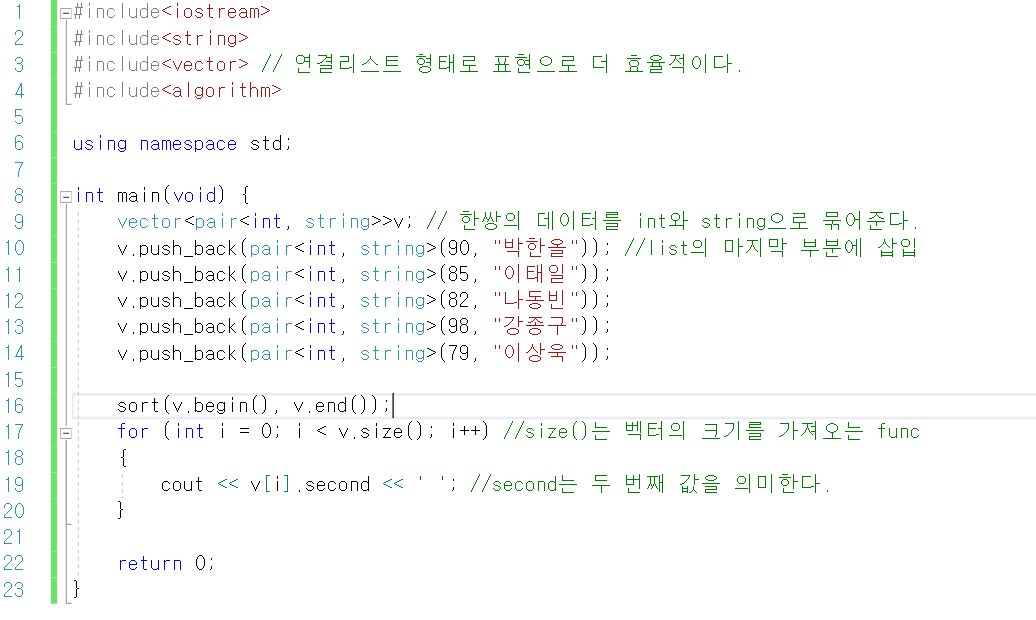 1 #include<iostream>
2 #include<string>
3 #include<vector> // 연결리스트 형태로 표현으로 더 효율적이다.
4 #include<algorithm>
5
6 using namespace std;
7
8 int main(void) {
9 vector<pair<int, string>>v; // 한쌍의 데이터를 int와 string으로 묶어준다.
10 v.push_back(pair<int, string>(90, "박한울")); //list의 마지막 부분에 삽입
11 v.push_back(pair<int, string>(85, "이태일"));
12 v.push_back(pair<int, string>(82, "나동빈"));
13 v.push_back(pair<int, string>(98, "강종구"));
14 v.push_back(pair<int, string>(79, "이상욱"));
15
16 sort(v.begin(), v.end());
17 for (int i = 0; i < v.size(); i++) //size()는 벡터의 크기를 가져오는 func
18 {
19 cout << v[i].second << ' '; //second는 두 번째 값을 의미한다.
20 }
21
22 return 0;
23 }